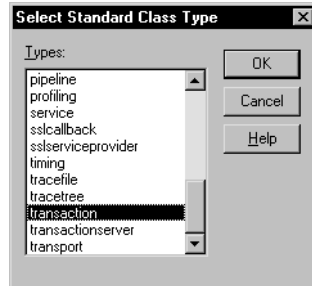 Select Standard Class Type
Types:
pipeline
profiling
service
sslcallback
sslserviceprovider
timing
tracefile
tracetree
transaction
transactionserver
transport
OK
Cancel
Help